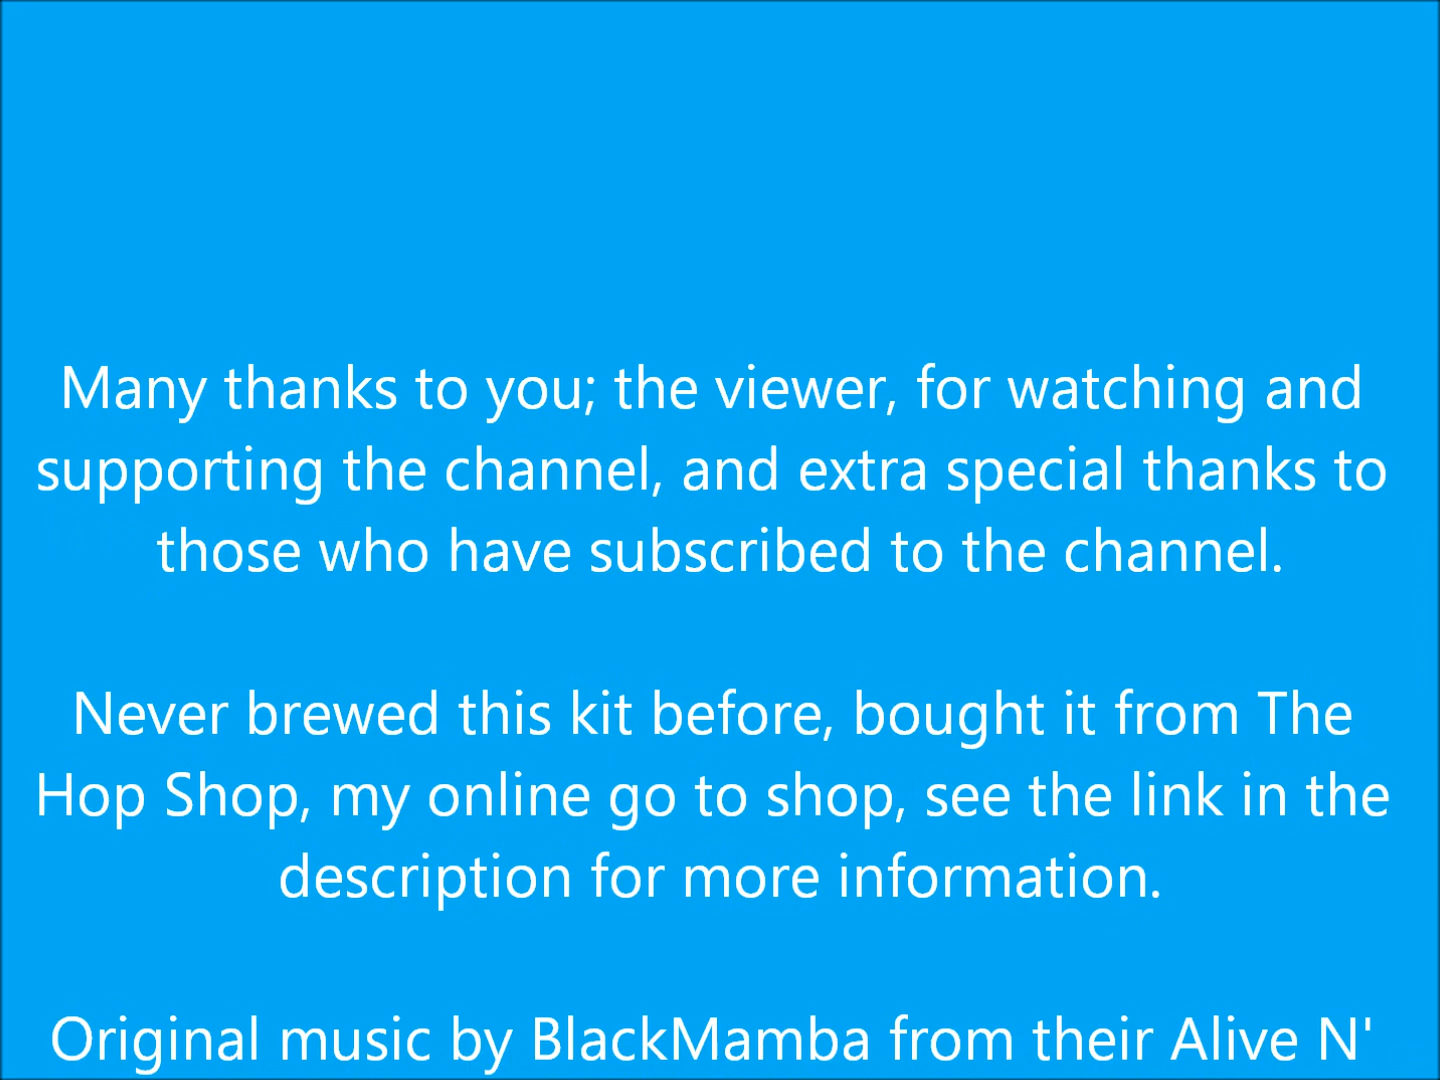 Many thanks to you; the viewer, for watching and
supporting the channel, and extra special thanks to
those who have subscribed to the channel.
Never brewed this kit before, bought it from The
Hop Shop, my online go to shop, see the link in the
description for more information.
Original music by BlackMamba from their Alive N'